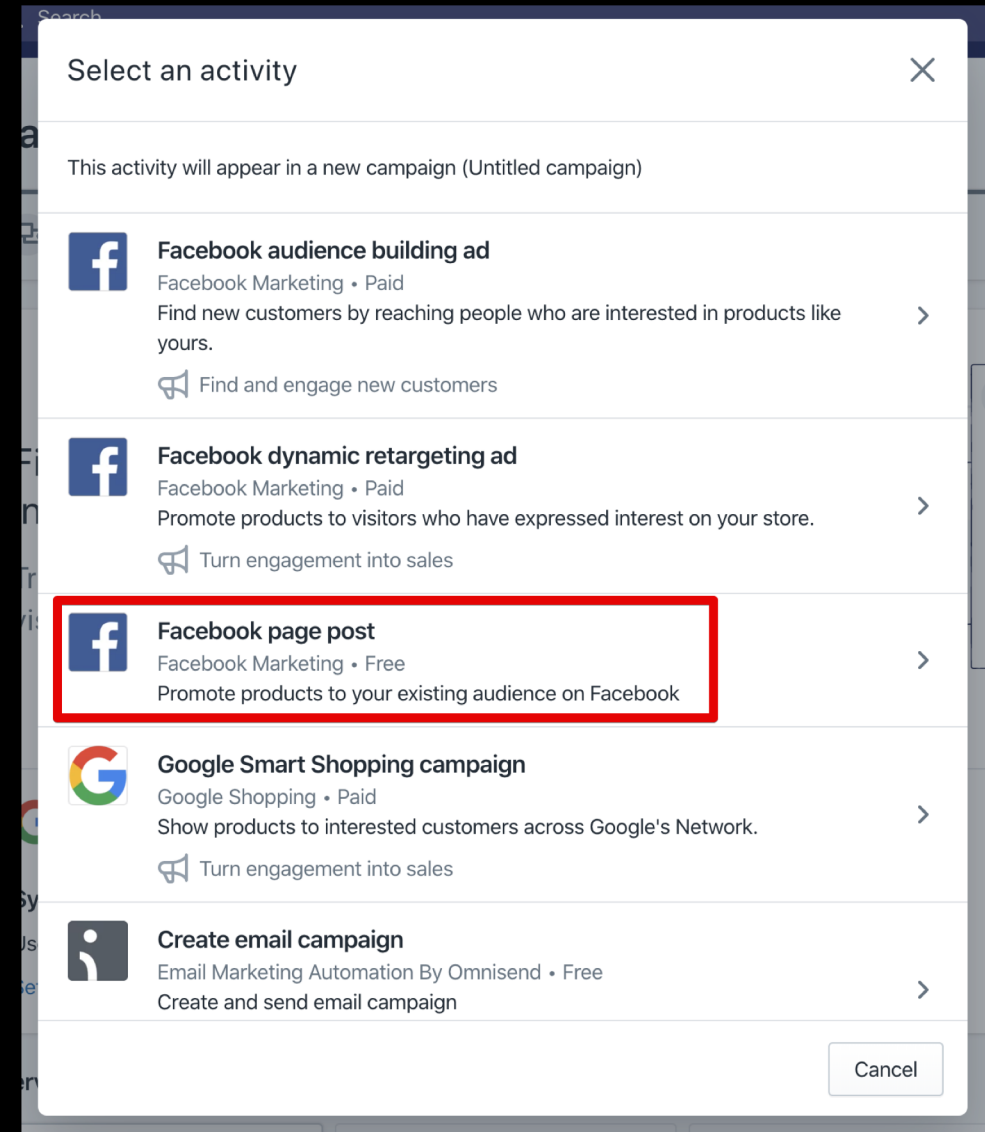 Search
Select an activity
This activity will appear in a new campaign (Untitled campaign)
Facebook audience building ad
Facebook Marketing • Paid
Find new customers by reaching people who are interested in products like
yours.
Find and engage new customers
Facebook dynamic retargeting ad
Facebook Marketing • Paid
Promote products to visitors who have expressed interest on your store.
Turn engagement into sales
Facebook page post
Facebook Marketing • Free
Promote products to your existing audience on Facebook
Google Smart Shopping campaign
Google Shopping • Paid
Show products to interested customers across Google's Network.
Turn engagement into sales
Create email campaign
Email Marketing Automation By Omnisend • Free
Create and send email campaign
Cancel